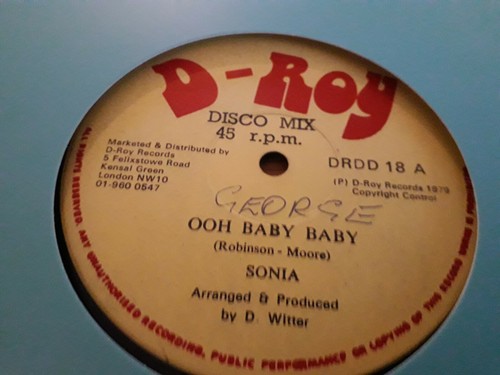 D-Roy
DISCO MIX
45 r.p.m.
Marketed & Distributed by
D-Roy Records
5 Felixstowe Road
Kensal Green
London NW10
01-960 0547
DRDD 18 A
(P) D-Roy Records 1979
Copyright Control
GEORGE
OOH BABY BABY
(Robinson - Moore)
SONIA
Arranged & Produced
by D. Witter
ALL RIGHTS RESERVED. ANY UNAUTHORISED RECORDING, PUBLIC PERFORMANCE OR COPYING OF THIS RECORD IS